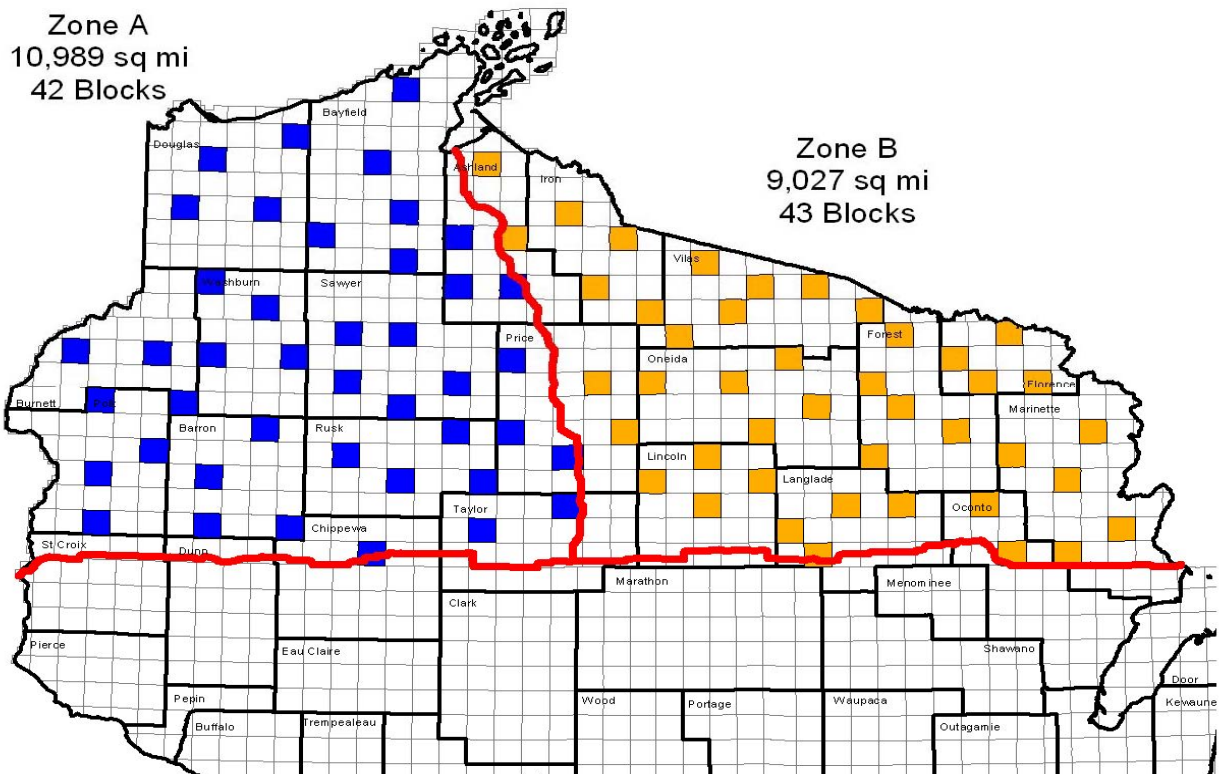 Zone A
10,989 sq mi
42 Blocks
Zone B
9,027 sq mi
43 Blocks
Bayfield
Douglas
Ashland
Iron
Vilas
Washburn
Sawyer
Price
Forest
Oneida
Florence
Burnett
Polk
Marinette
Barron
Rusk
Lincoln
Langlade
Taylor
Oconto
Chippewa
St Croix
Dunn
Marathon
Menominee
Clark
Pierce
Eau Claire
Shawano
Door
Pepin
Wood
Portage
Waupaca
Kewaune
Buffalo
Trempealeau
Outagamie